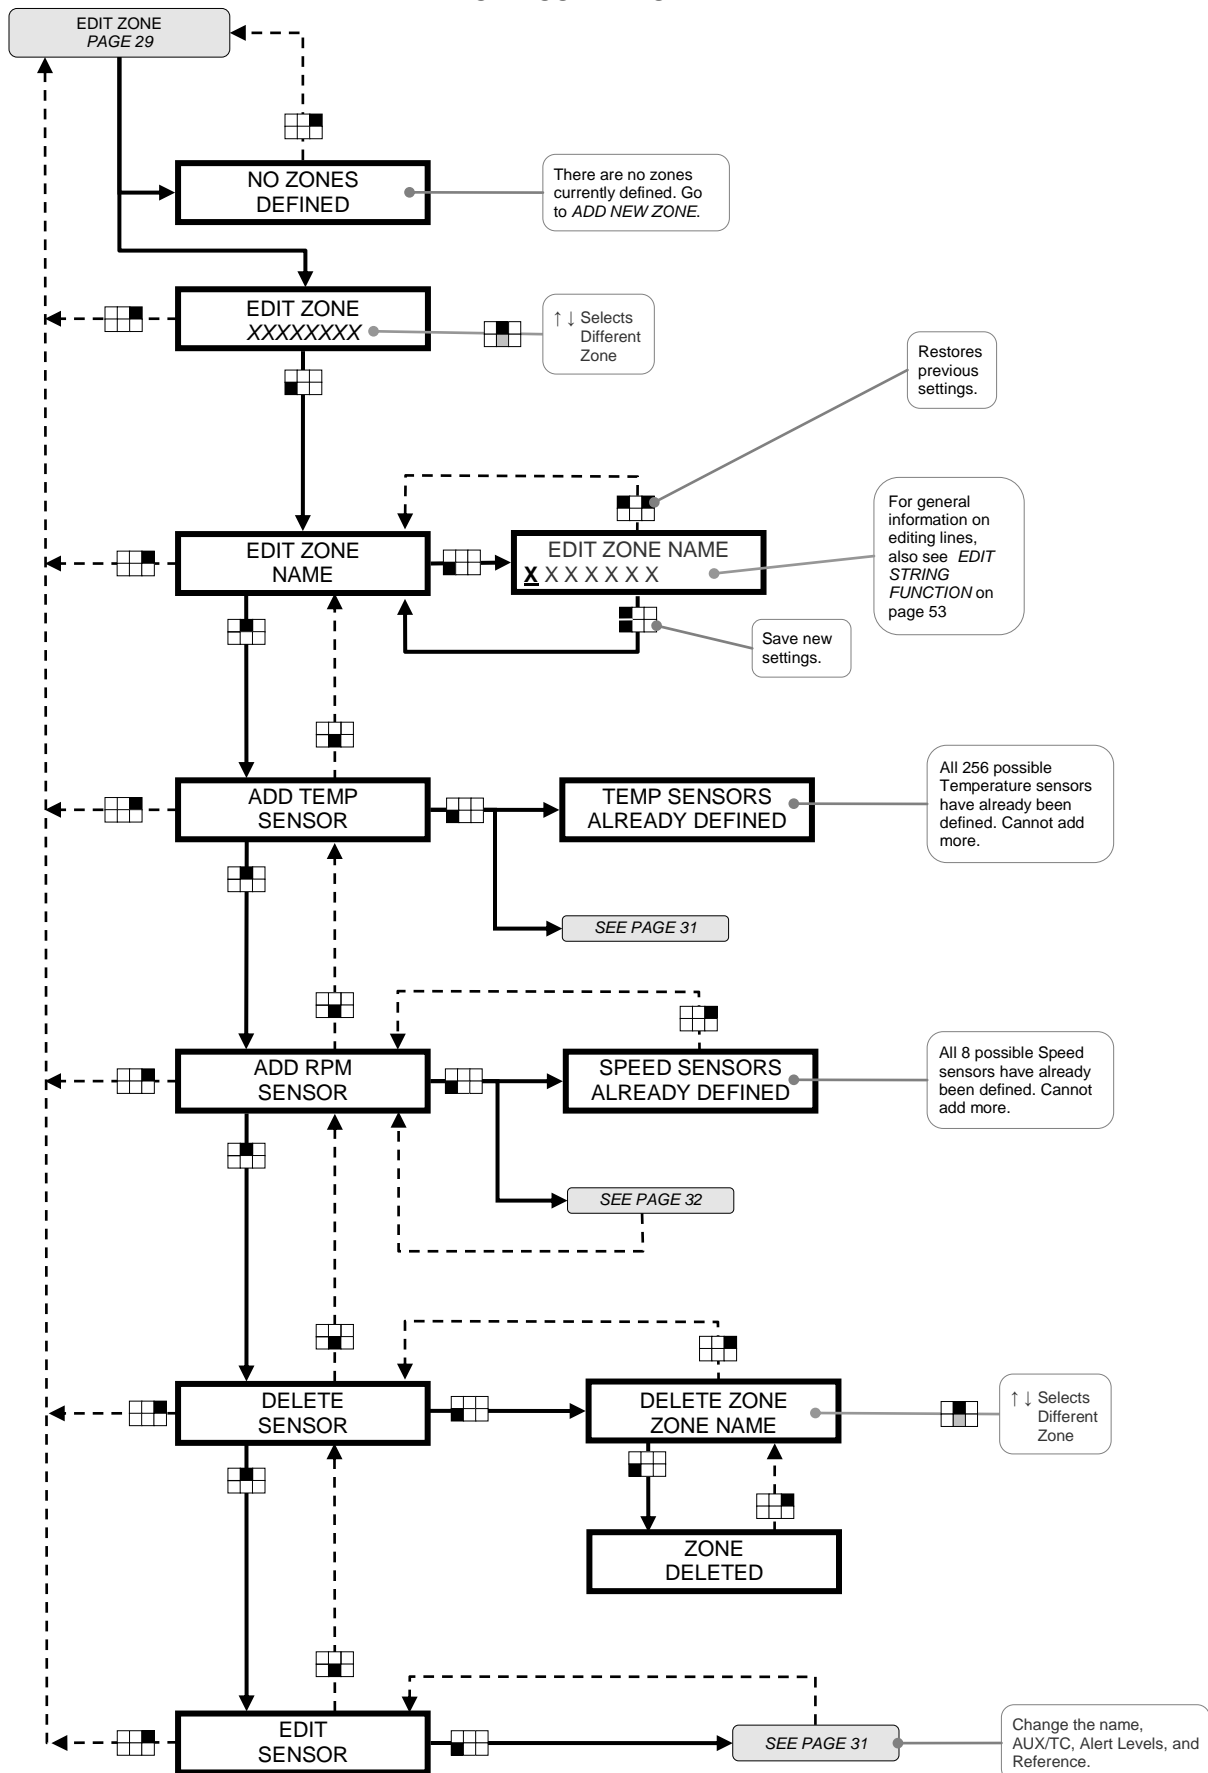 EDIT ZONE
PAGE 29
NO ZONES
DEFINED
There are no zones
currently defined. Go
to ADD NEW ZONE.
EDIT ZONE
XXXXXXXX
↑↓ Selects
Different
Zone
Restores
previous
settings.
EDIT ZONE
NAME
EDIT ZONE NAME
X X X X X X X
For general
information on
editing lines,
also see EDIT
STRING
FUNCTION on
page 53
Save new
settings.
ADD TEMP
SENSOR
TEMP SENSORS
ALREADY DEFINED
All 256 possible
Temperature sensors
have already been
defined. Cannot add
more.
SEE PAGE 31
ADD RPM
SENSOR
SPEED SENSORS
ALREADY DEFINED
All 8 possible Speed
sensors have already
been defined. Cannot
add more.
SEE PAGE 32
DELETE
SENSOR
DELETE ZONE
ZONE NAME
↑↓ Selects
Different
Zone
ZONE
DELETED
EDIT
SENSOR
SEE PAGE 31
Change the name,
AUX/TC, Alert Levels, and
Reference.